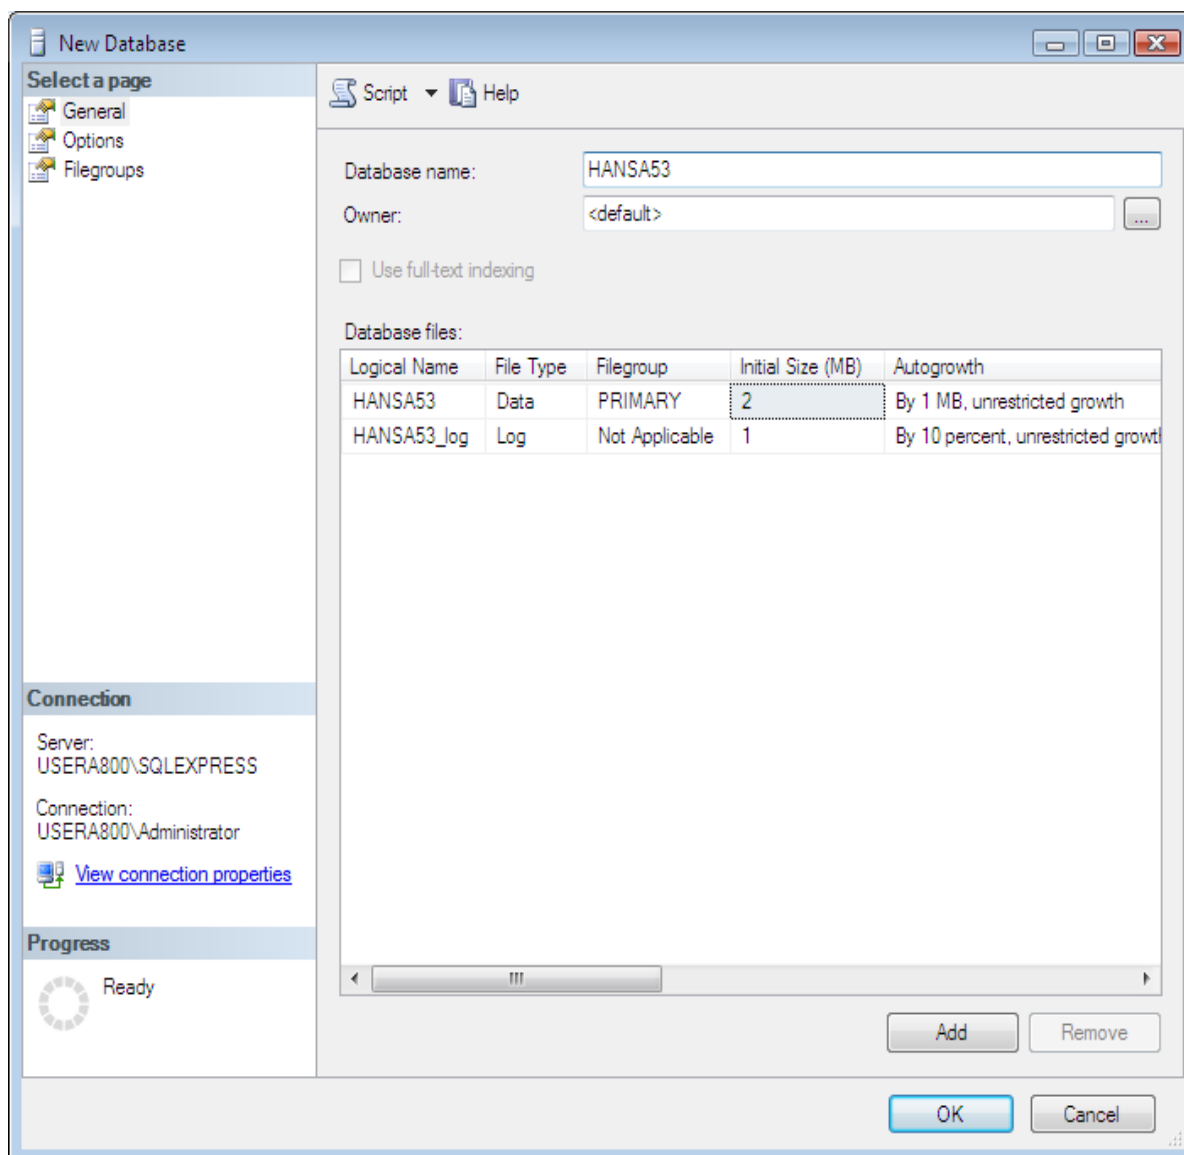 New Database
Select a page
General
Options
Filegroups
Script
Help
Database name:
HANSA53
Owner:
<default>
...
Use full-text indexing
Database files:
Logical Name File Type Filegroup Initial Size (MB) Autogrowth
HANSA53 Data PRIMARY 2 By 1 MB, unrestricted growth
HANSA53_log Log Not Applicable 1 By 10 percent, unrestricted growth
Connection
Server:
USERA800\SQLEXPRESS
Connection:
USERA800\Administrator
View connection properties
Progress
Ready
Add Remove
OK Cancel